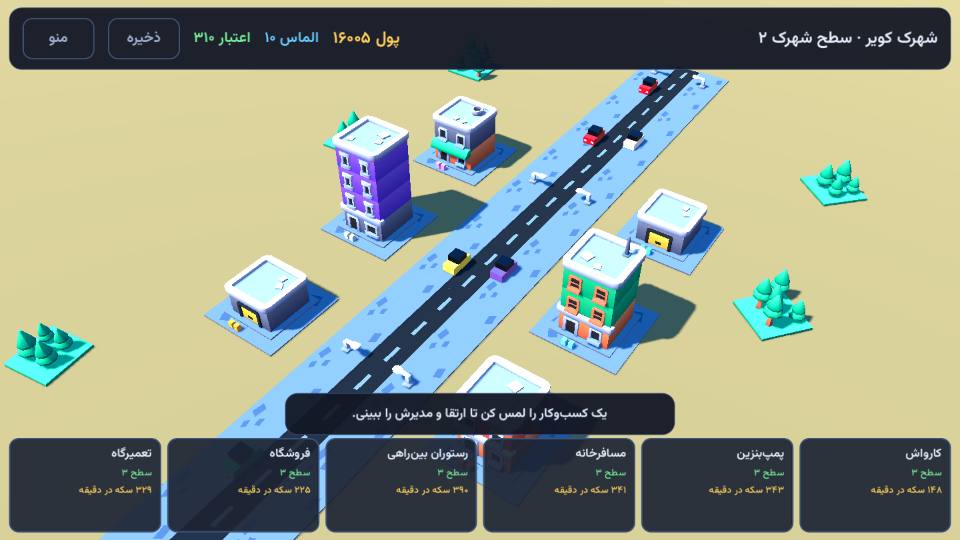 شهرک کویر · سطح شهرک ۲
پول ۱۶۰۰۵
الماس ۱۰
اعتبار ۳۱۰
ذخیره
منو
یک کسب‌وکار را لمس کن تا ارتقا و مدیرش را ببینی.
کارواش
سطح ۳
۱۴۸ سکه در دقیقه
پمپ‌بنزین
سطح ۳
۳۴۳ سکه در دقیقه
مسافرخانه
سطح ۳
۳۴۱ سکه در دقیقه
رستوران بین‌راهی
سطح ۳
۳۹۰ سکه در دقیقه
فروشگاه
سطح ۳
۲۲۵ سکه در دقیقه
تعمیرگاه
سطح ۳
۳۲۹ سکه در دقیقه